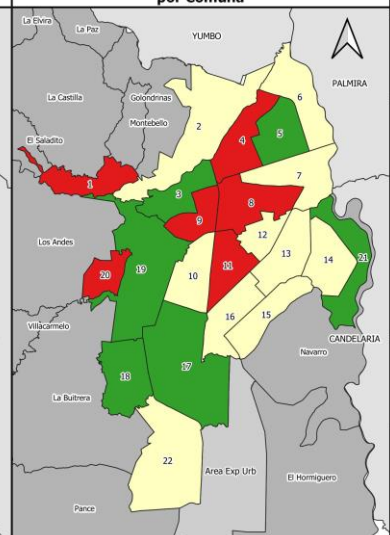 por Comuna
La Elvira
La Paz
YUMBO
PALMIRA
La Castilla
Golondrinas
6
Montebello
2
4
5
El Saladito
7
1
3
8
9
12
Los Andes
13
14
21
19
11
20
10
16
15
Villacarmelo
CANDELARIA
Navarro
17
18
La Buitrera
22
Area Exp Urb
El Hormiguero
Pance